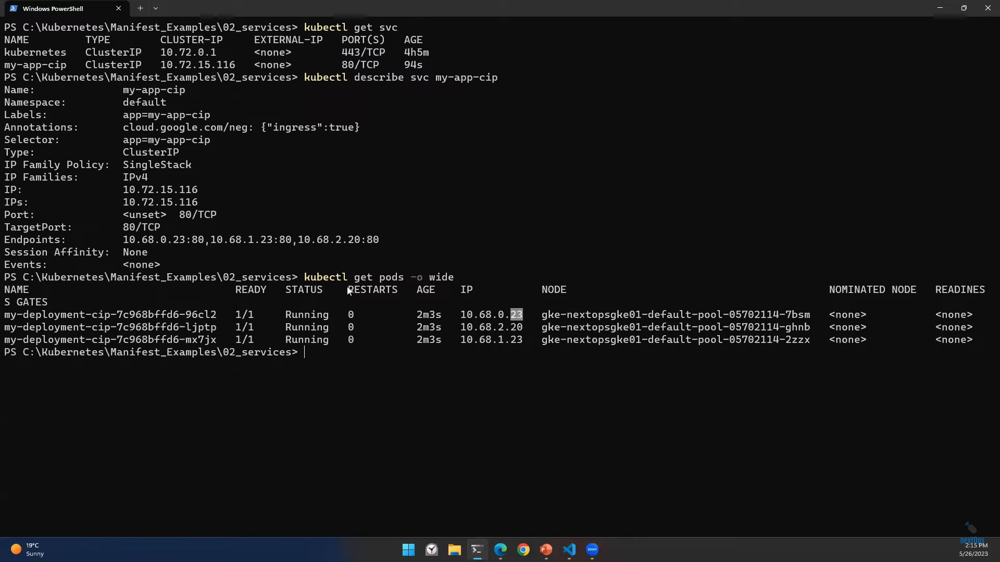 Windows PowerShell
PS C:\Kubernetes\Manifest_Examples\02_services> kubectl get svc
NAME TYPE CLUSTER-IP EXTERNAL-IP PORT(S) AGE
kubernetes ClusterIP 10.72.0.1 <none> 443/TCP 4h5m
my-app-cip ClusterIP 10.72.15.116 <none> 80/TCP 94s
PS C:\Kubernetes\Manifest_Examples\02_services> kubectl describe svc my-app-cip
Name: my-app-cip
Namespace: default
Labels: app=my-app-cip
Annotations: cloud.google.com/neg: {"ingress":true}
Selector: app=my-app-cip
Type: ClusterIP
IP Family Policy: SingleStack
IP Families: IPv4
IP: 10.72.15.116
IPs: 10.72.15.116
Port: <unset> 80/TCP
TargetPort: 80/TCP
Endpoints: 10.68.0.23:80,10.68.1.23:80,10.68.2.20:80
Session Affinity: None
Events: <none>
PS C:\Kubernetes\Manifest_Examples\02_services> kubectl get pods -o wide
NAME READY STATUS RESTARTS AGE IP NODE NOMINATED NODE READINES
S GATES
my-deployment-cip-7c968bffd6-96cl2 1/1 Running 0 2m3s 10.68.0.23 gke-nextopsgke01-default-pool-05702114-7bsm <none> <none>
my-deployment-cip-7c968bffd6-ljptp 1/1 Running 0 2m3s 10.68.2.20 gke-nextopsgke01-default-pool-05702114-ghnb <none> <none>
my-deployment-cip-7c968bffd6-mx7jx 1/1 Running 0 2m3s 10.68.1.23 gke-nextopsgke01-default-pool-05702114-2zzx <none> <none>
PS C:\Kubernetes\Manifest_Examples\02_services>
nextOps
19°C
Sunny
zoom
2:15 PM
5/26/2023